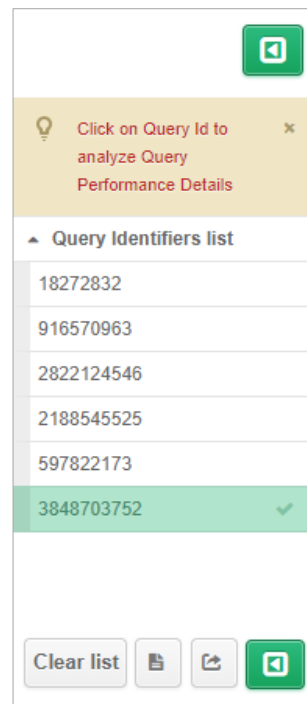 Click on Query Id to
analyze Query
Performance Details
Query Identifiers list
18272832
916570963
2822124546
2188545525
597822173
3848703752
Clear list